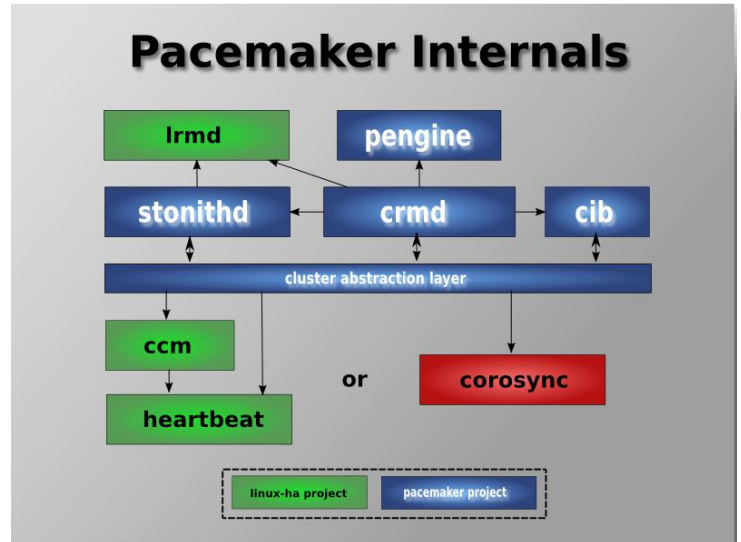 Pacemaker Internals
lrmd
pengine
stonithd
crmd
cib
cluster abstraction layer
ccm
or
corosync
heartbeat
linux-ha project
pacemaker project